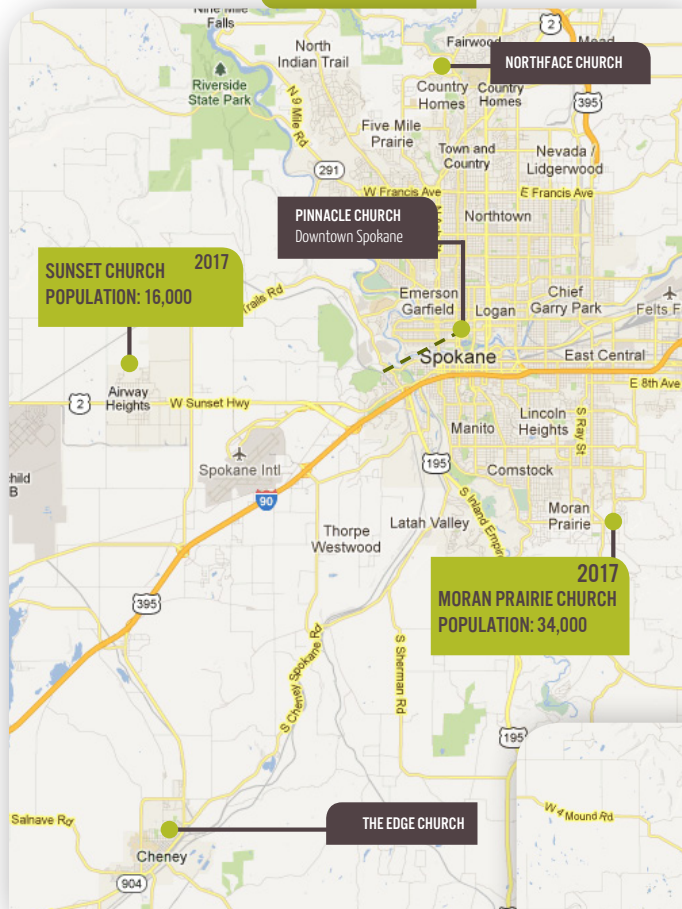 Nine Mile
Falls
2
North
Indian Trail
Fairwood
Mead
NORTHFACE CHURCH
Riverside
State Park
N 9 Mile Rd
Country
Homes
Country
Homes
395
Five Mile
Prairie
Town and
Country
Nevada /
Lidgerwood
291
W Francis Ave
E Francis Ave
PINNACLE CHURCH
Downtown Spokane
Northtown
SUNSET CHURCH 2017
POPULATION: 16,000
Trails Rd
Emerson
Garfield
Logan
Chief
Garry Park
Felts F
Spokane
East Central
E 8th Ave
Airway
Heights
2
W Sunset Hwy
Lincoln
Heights
S Ray St
Manito
195
Spokane Intl
Comstock
child
B
90
S Inland Empire
Moran
Prairie
Latah Valley
Thorpe
Westwood
2017
MORAN PRAIRIE CHURCH
POPULATION: 34,000
395
S Cheney Spokane Rd
S Sherman Rd
195
W 4 Mound Rd
Salnave Rd
THE EDGE CHURCH
Cheney
904